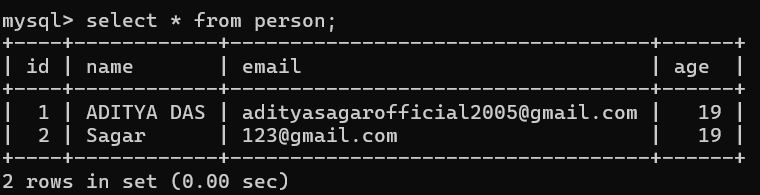 mysql> select * from person;
+----+------------+---------------------------------+------+
| id | name       | email                           | age  |
+----+------------+---------------------------------+------+
|  1 | ADITYA DAS | adityasagarofficial2005@gmail.com |   19 |
|  2 | Sagar      | 123@gmail.com                   |   19 |
+----+------------+---------------------------------+------+
2 rows in set (0.00 sec)